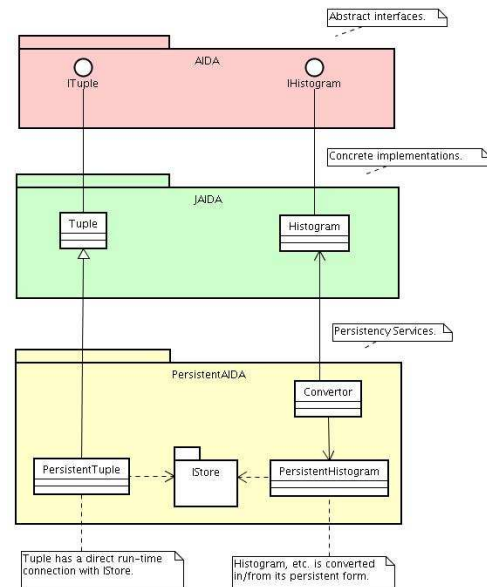 Abstract interfaces.
AIDA
ITuple
IHistogram
Concrete implementations.
JAIDA
Tuple
Histogram
Persistency Services.
PersistentAIDA
Convertor
PersistentTuple
IStore
PersistentHistogram
Tuple has a direct run-time
connection with IStore.
Histogram, etc. is converted
in/from its persistent form.